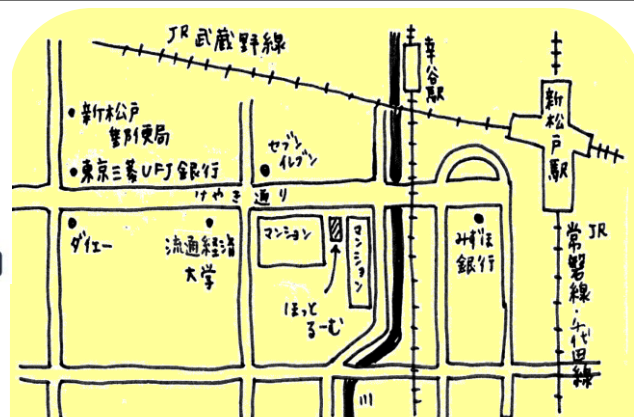 JR 武蔵野線
幸谷駅
新松戸駅
・新松戸
郵便局
セブン
イレブン
・東京三菱UFJ銀行
けやき通り
ダイエー
流通経済
大学
マンション
マンション
みずほ
銀行
ほっと
るーむ
JR
常磐線・千代田線
川